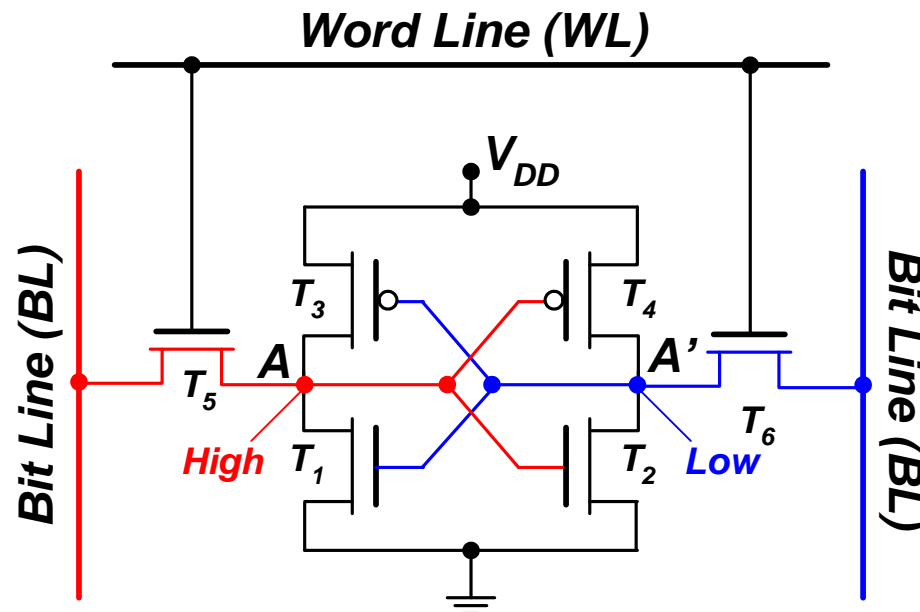 Word Line (WL)
V_DD
Bit Line (BL)
T_3
T_4
Bit Line (BL)
A
A’
T_5
T_6
High
T_1
T_2
Low